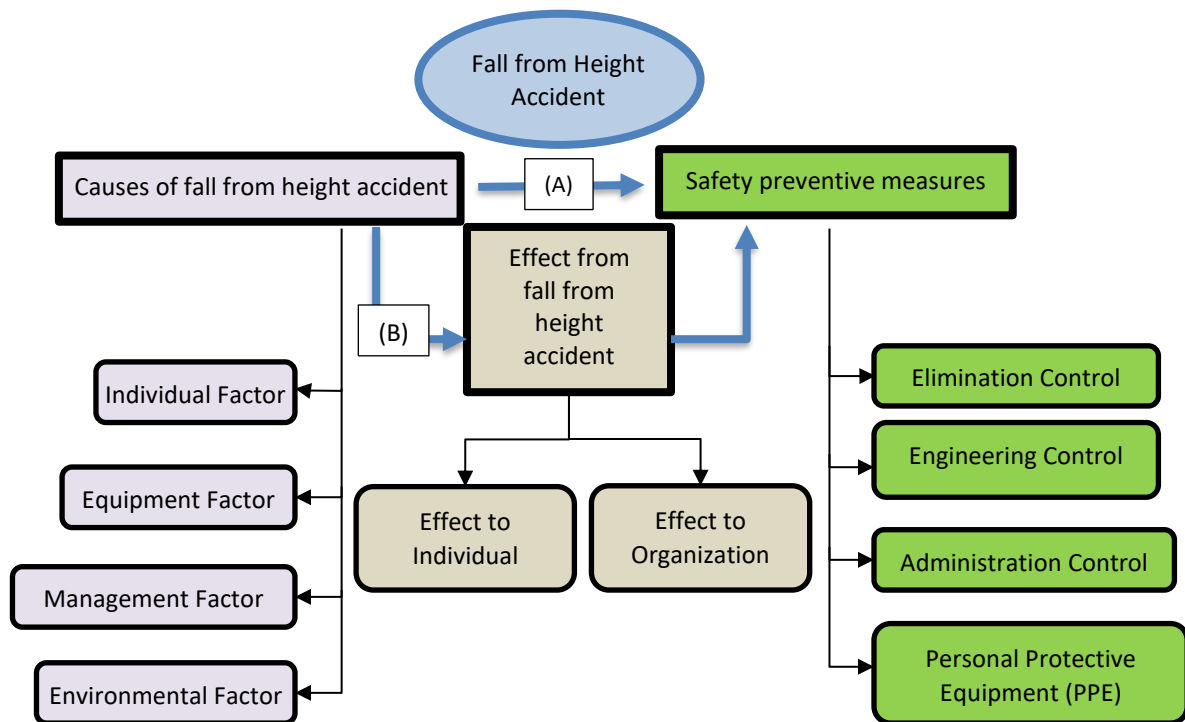 Fall from Height
Accident
Causes of fall from height accident
(A)
Safety preventive measures
Effect from
fall from
height
accident
(B)
Individual Factor
Equipment Factor
Management Factor
Environmental Factor
Effect to
Individual
Effect to
Organization
Elimination Control
Engineering Control
Administration Control
Personal Protective
Equipment (PPE)